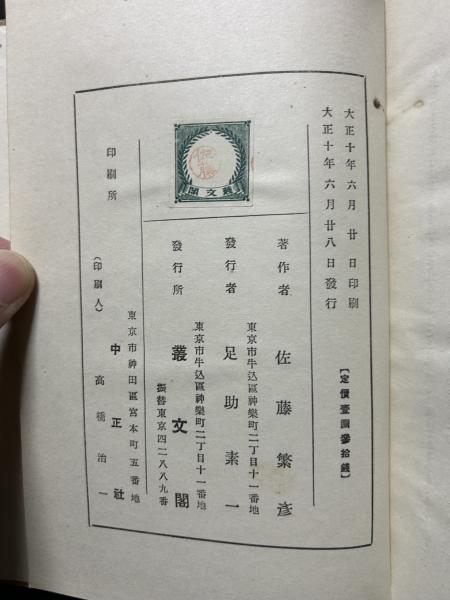 大正十年六月廿日印刷
大正十年六月廿八日發行
【定價壹圓參拾錢】
著作者 佐藤繁彦
東京市牛込區神樂町二丁目十一番地
發行者 足助素一
東京市牛込區神樂町二丁目十一番地
發行所 叢文閣
振替東京四二八八九番
叢文閣
印刷所
東京市神田區宮本町五番地
中正社
(印刷人) 高橋治一